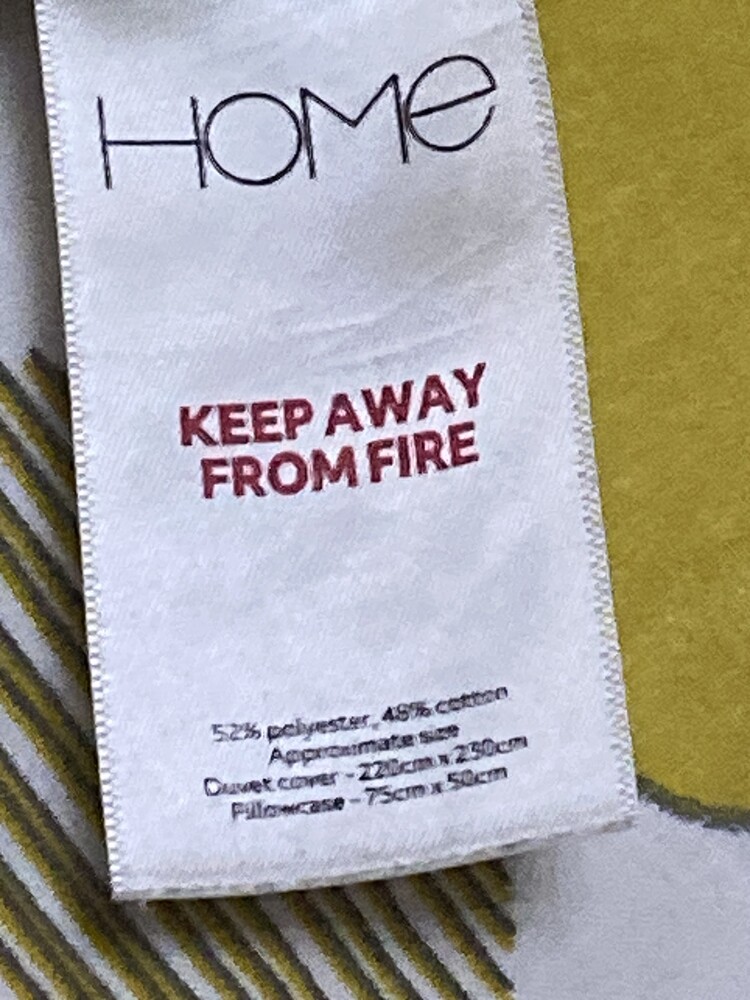 HOMe
KEEP AWAY
FROM FIRE
52% polyester, 48% cotton
Approximate size
Duvet cover - 220cm x 230cm
Pillowcase - 75cm x 50cm